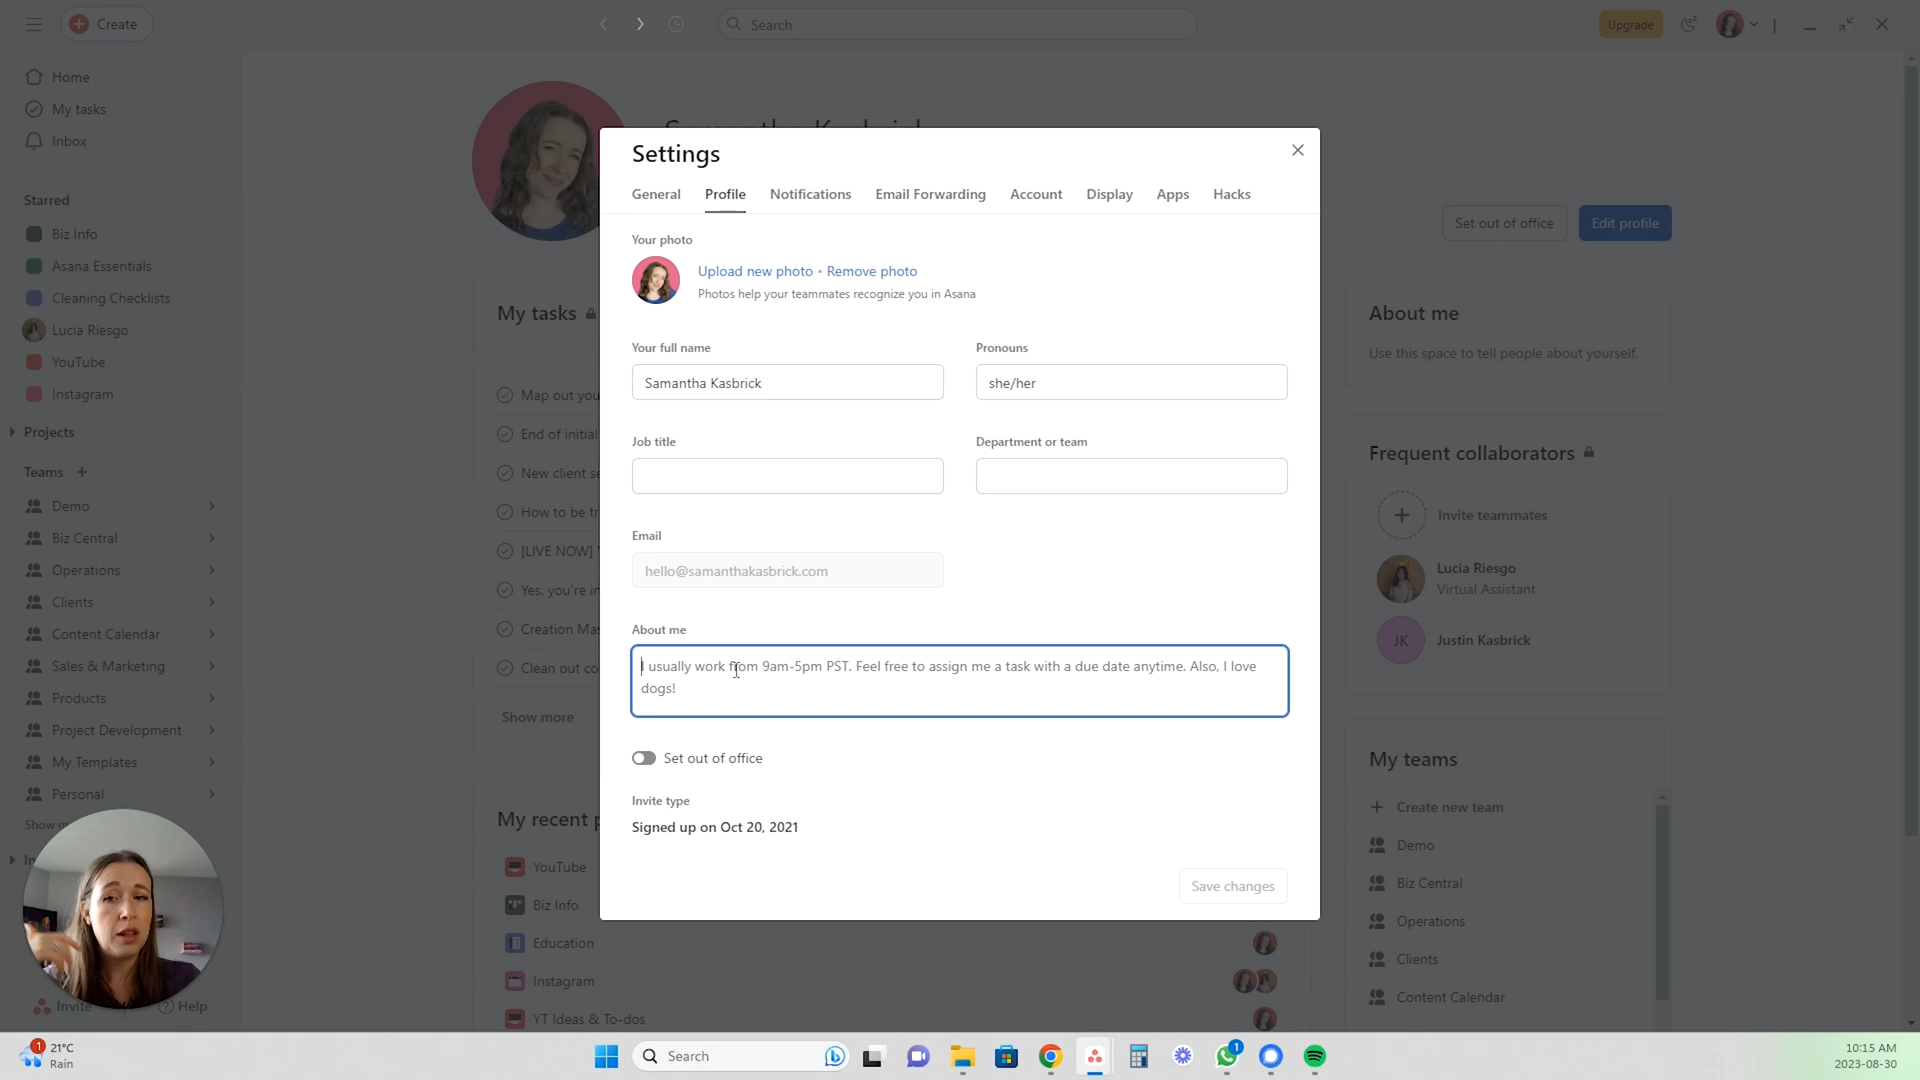 Create
Search
Upgrade
Home
My tasks
Inbox
Starred
Biz Info
Asana Essentials
Cleaning Checklists
Lucia Riesgo
YouTube
Instagram
Projects
Teams
Demo
Biz Central
Operations
Clients
Content Calendar
Sales & Marketing
Products
Project Development
My Templates
Personal
Invite
Help
My tasks
Map out you
End of initial
New client se
How to be tr
[LIVE NOW]
Yes, you're in
Creation Mas
Clean out co
Show more
My recent p
YouTube
Biz Info
Education
Instagram
YT Ideas & To-dos
Settings
General
Profile
Notifications
Email Forwarding
Account
Display
Apps
Hacks
Your photo
Upload new photo • Remove photo
Photos help your teammates recognize you in Asana
Your full name
Samantha Kasbrick
Pronouns
she/her
Job title
Department or team
Email
hello@samanthakasbrick.com
About me
I usually work from 9am-5pm PST. Feel free to assign me a task with a due date anytime. Also, I love
dogs!
Set out of office
Invite type
Signed up on Oct 20, 2021
Save changes
Set out of office
Edit profile
About me
Use this space to tell people about yourself.
Frequent collaborators
Invite teammates
Lucia Riesgo
Virtual Assistant
JK
Justin Kasbrick
My teams
Create new team
Demo
Biz Central
Operations
Clients
Content Calendar
1
21°C
Rain
Search
1
10:15 AM
2023-08-30